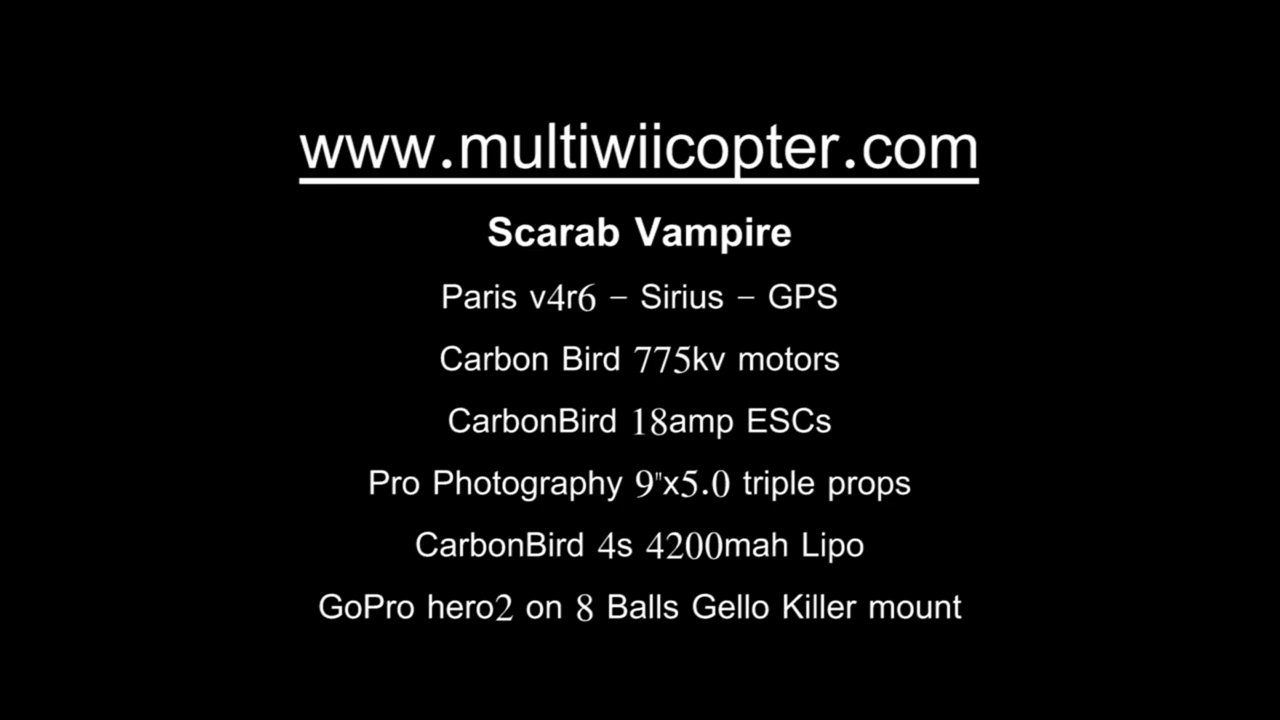 www.multiwiicopter.com
Scarab Vampire
Paris v4r6 – Sirius – GPS
Carbon Bird 775kv motors
CarbonBird 18amp ESCs
Pro Photography 9"x5.0 triple props
CarbonBird 4s 4200mah Lipo
GoPro hero2 on 8 Balls Gello Killer mount